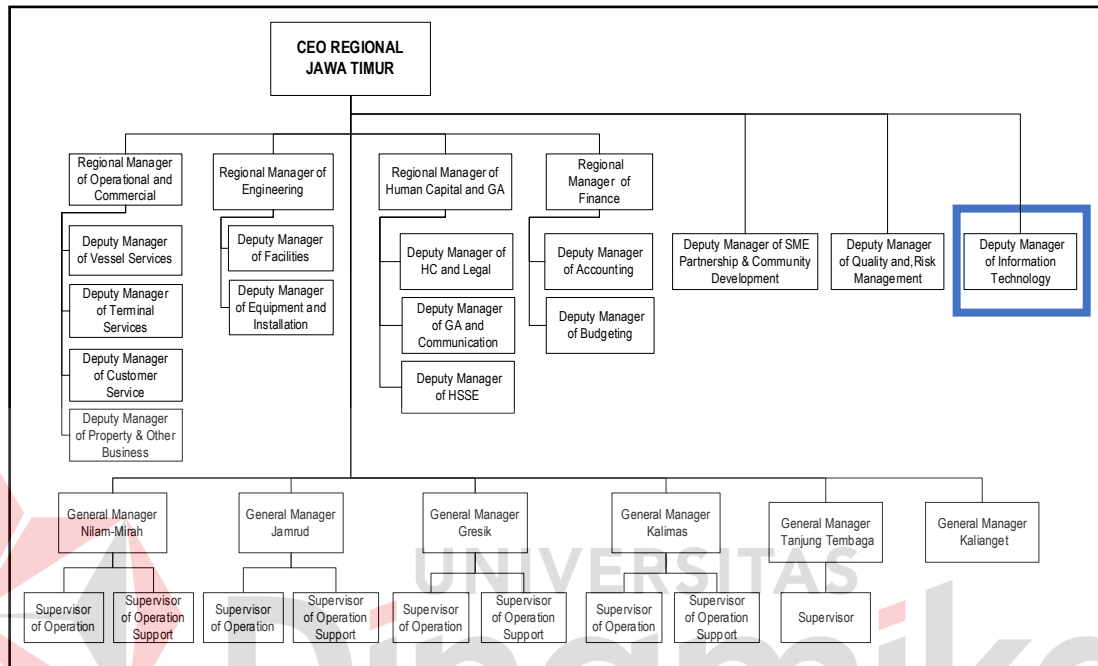 CEO REGIONAL
JAWA TIMUR
Regional Manager
of Operational and
Commercial
Regional Manager of
Engineering
Regional Manager of
Human Capital and GA
Regional
Manager of
Finance
Deputy Manager
of Vessel Services
Deputy Manager
of Terminal
Services
Deputy Manager
of Customer
Service
Deputy Manager
of Property & Other
Business
Deputy Manager
of Facilities
Deputy Manager
of Equipment and
Installation
Deputy Manager
of HC and Legal
Deputy Manager
of GA and
Communication
Deputy Manager
of HSSE
Deputy Manager
of Accounting
Deputy Manager
of Budgeting
Deputy Manager of SME
Partnership & Community
Development
Deputy Manager
of Quality and,Risk
Management
Deputy Manager
of Information
Technology
General Manager
Nilam-Mirah
General Manager
Jamrud
General Manager
Gresik
General Manager
Kalimas
General Manager
Tanjung Tembaga
General Manager
Kalianget
Supervisor
of Operation
Supervisor
of Operation
Support
Supervisor
of Operation
Supervisor
of Operation
Support
Supervisor
of Operation
Supervisor
of Operation
Support
Supervisor
of Operation
Supervisor
of Operation
Support
Supervisor
UNIVERSITAS
Dinamika